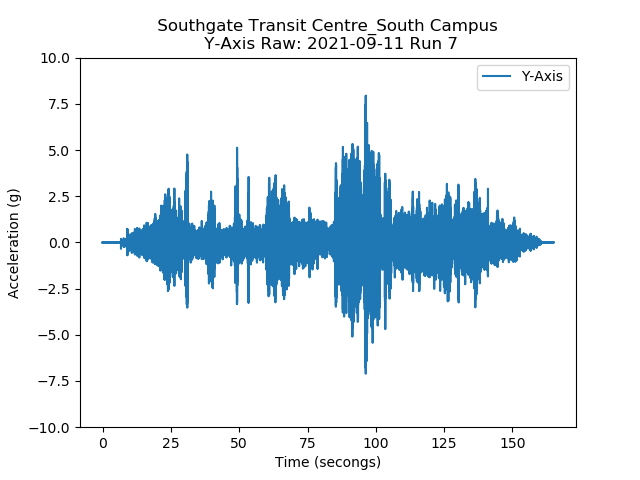 Southgate Transit Centre_South Campus
Y-Axis Raw: 2021-09-11 Run 7
Y-Axis
10.0
7.5
5.0
2.5
0.0
−2.5
−5.0
−7.5
−10.0
Acceleration (g)
0 25 50 75 100 125 150
Time (secongs)